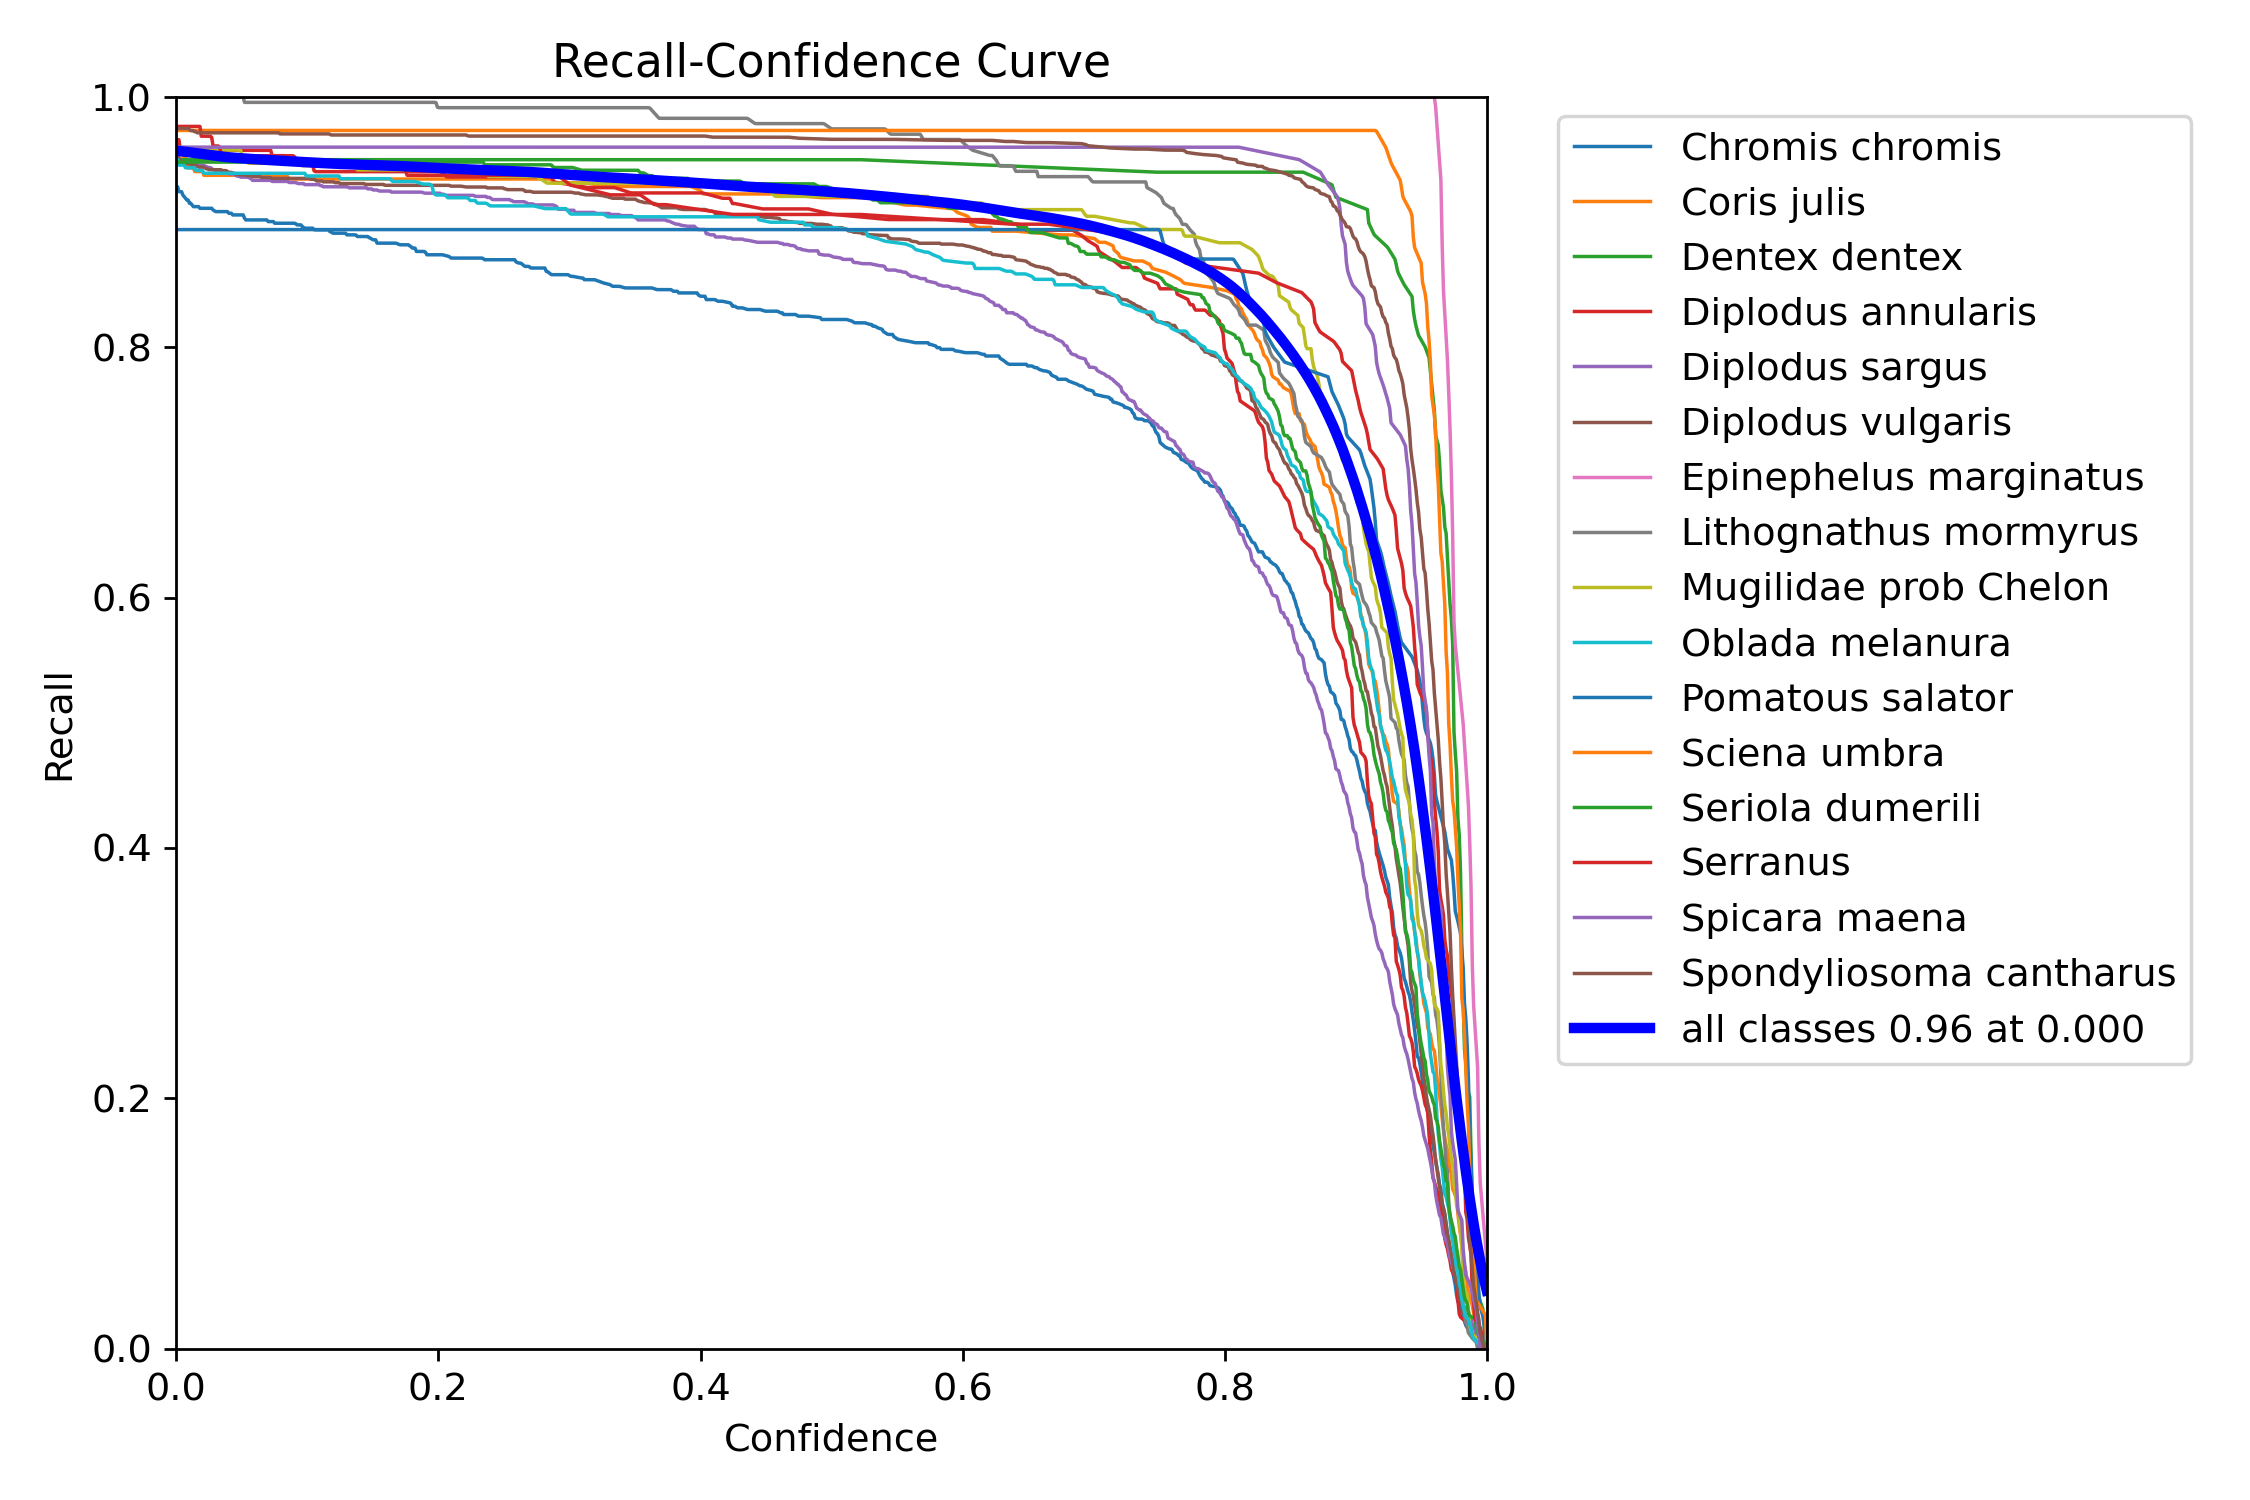 Recall-Confidence Curve
1.0
0.8
0.6
0.4
0.2
0.0
Recall
0.0 0.2 0.4 0.6 0.8 1.0
Confidence
Chromis chromis
Coris julis
Dentex dentex
Diplodus annularis
Diplodus sargus
Diplodus vulgaris
Epinephelus marginatus
Lithognathus mormyrus
Mugilidae prob Chelon
Oblada melanura
Pomatous salator
Sciena umbra
Seriola dumerili
Serranus
Spicara maena
Spondyliosoma cantharus
all classes 0.96 at 0.000